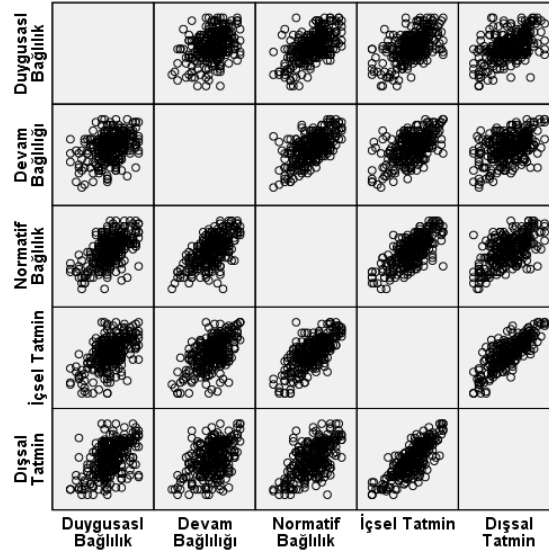 Duygusasl
Bağlılık
Devam
Bağlılığı
Normatif
Bağlılık
İçsel Tatmin
Dışsal
Tatmin
Duygusasl
Bağlılık
Devam
Bağlılığı
Normatif
Bağlılık
İçsel Tatmin
Dışsal
Tatmin